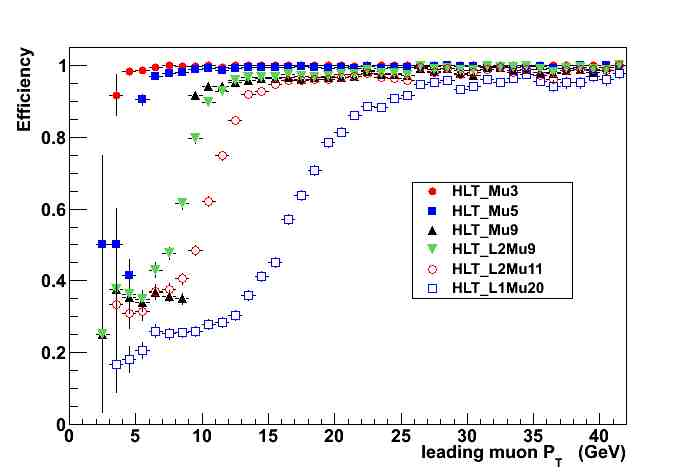 Efficiency
1
0.8
0.6
0.4
0.2
0
0 5 10 15 20 25 30 35 40
leading muon P_T (GeV)
HLT_Mu3
HLT_Mu5
HLT_Mu9
HLT_L2Mu9
HLT_L2Mu11
HLT_L1Mu20